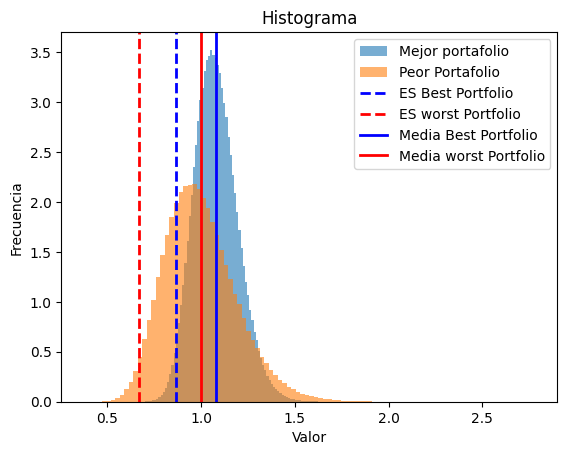 Histograma
3.5
3.0
2.5
2.0
1.5
1.0
0.5
0.0
Frecuencia
Mejor portafolio
Peor Portafolio
ES Best Portfolio
ES worst Portfolio
Media Best Portfolio
Media worst Portfolio
0.5 1.0 1.5 2.0 2.5
Valor